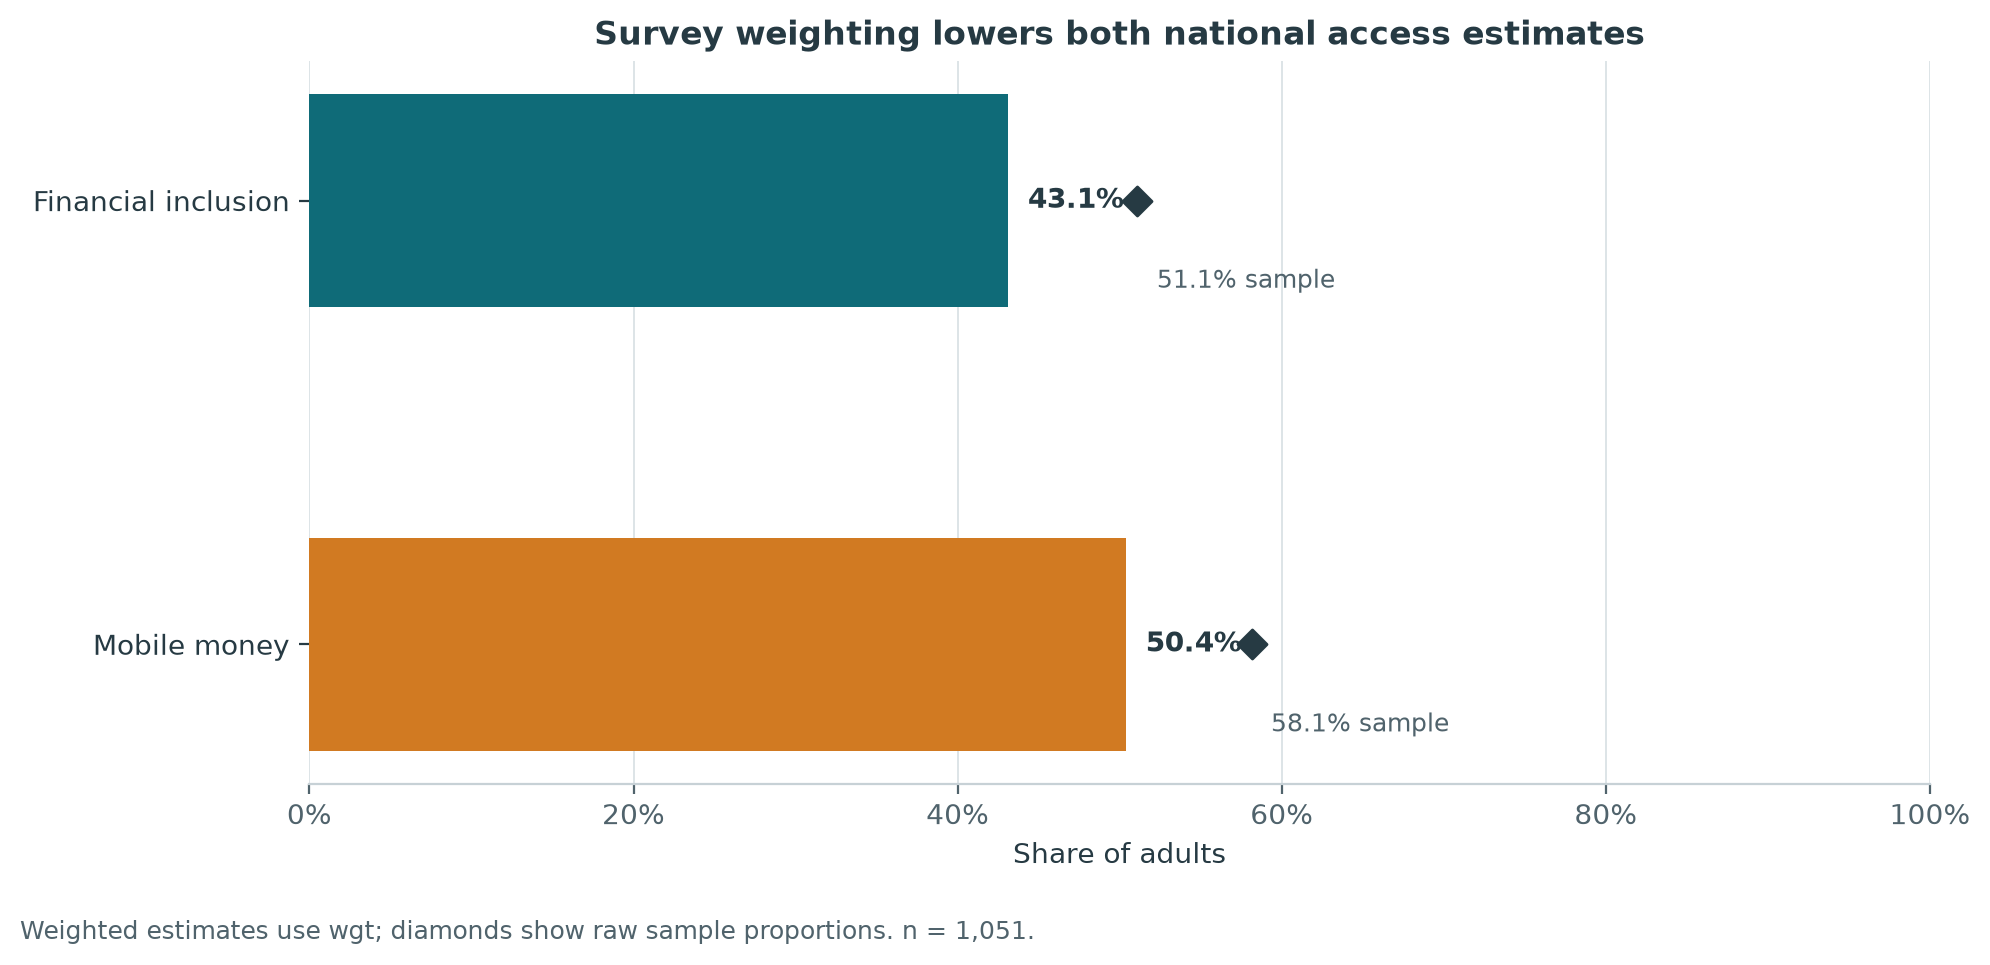 Survey weighting lowers both national access estimates
Financial inclusion
43.1%
51.1% sample
Mobile money
50.4%
58.1% sample
0% 20% 40% 60% 80% 100%
Share of adults
Weighted estimates use wgt; diamonds show raw sample proportions. n = 1,051.